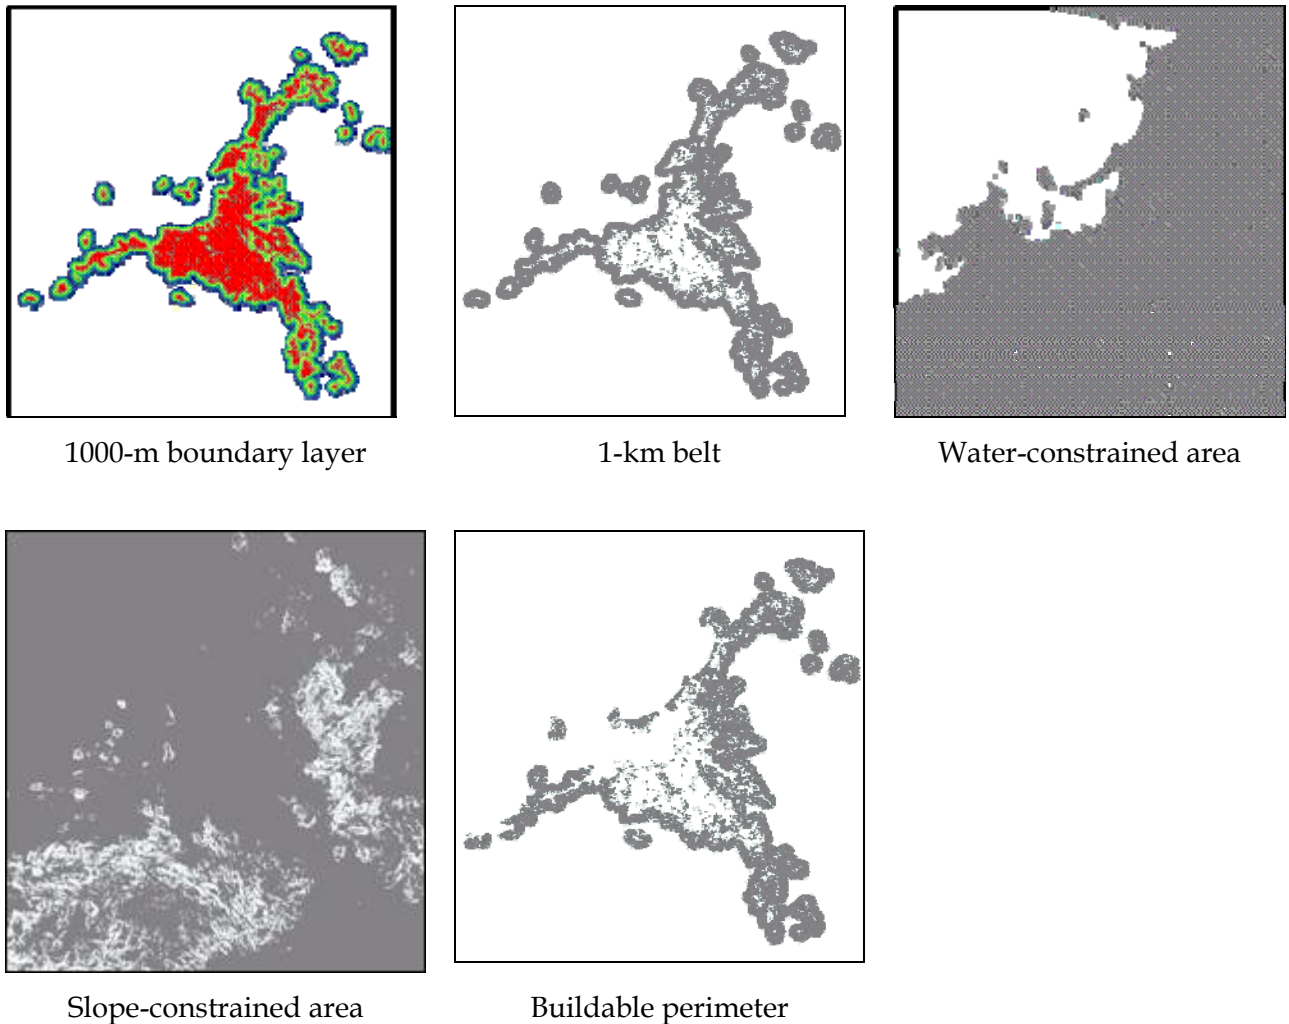 1000-m boundary layer
1-km belt
Water-constrained area
Slope-constrained area
Buildable perimeter